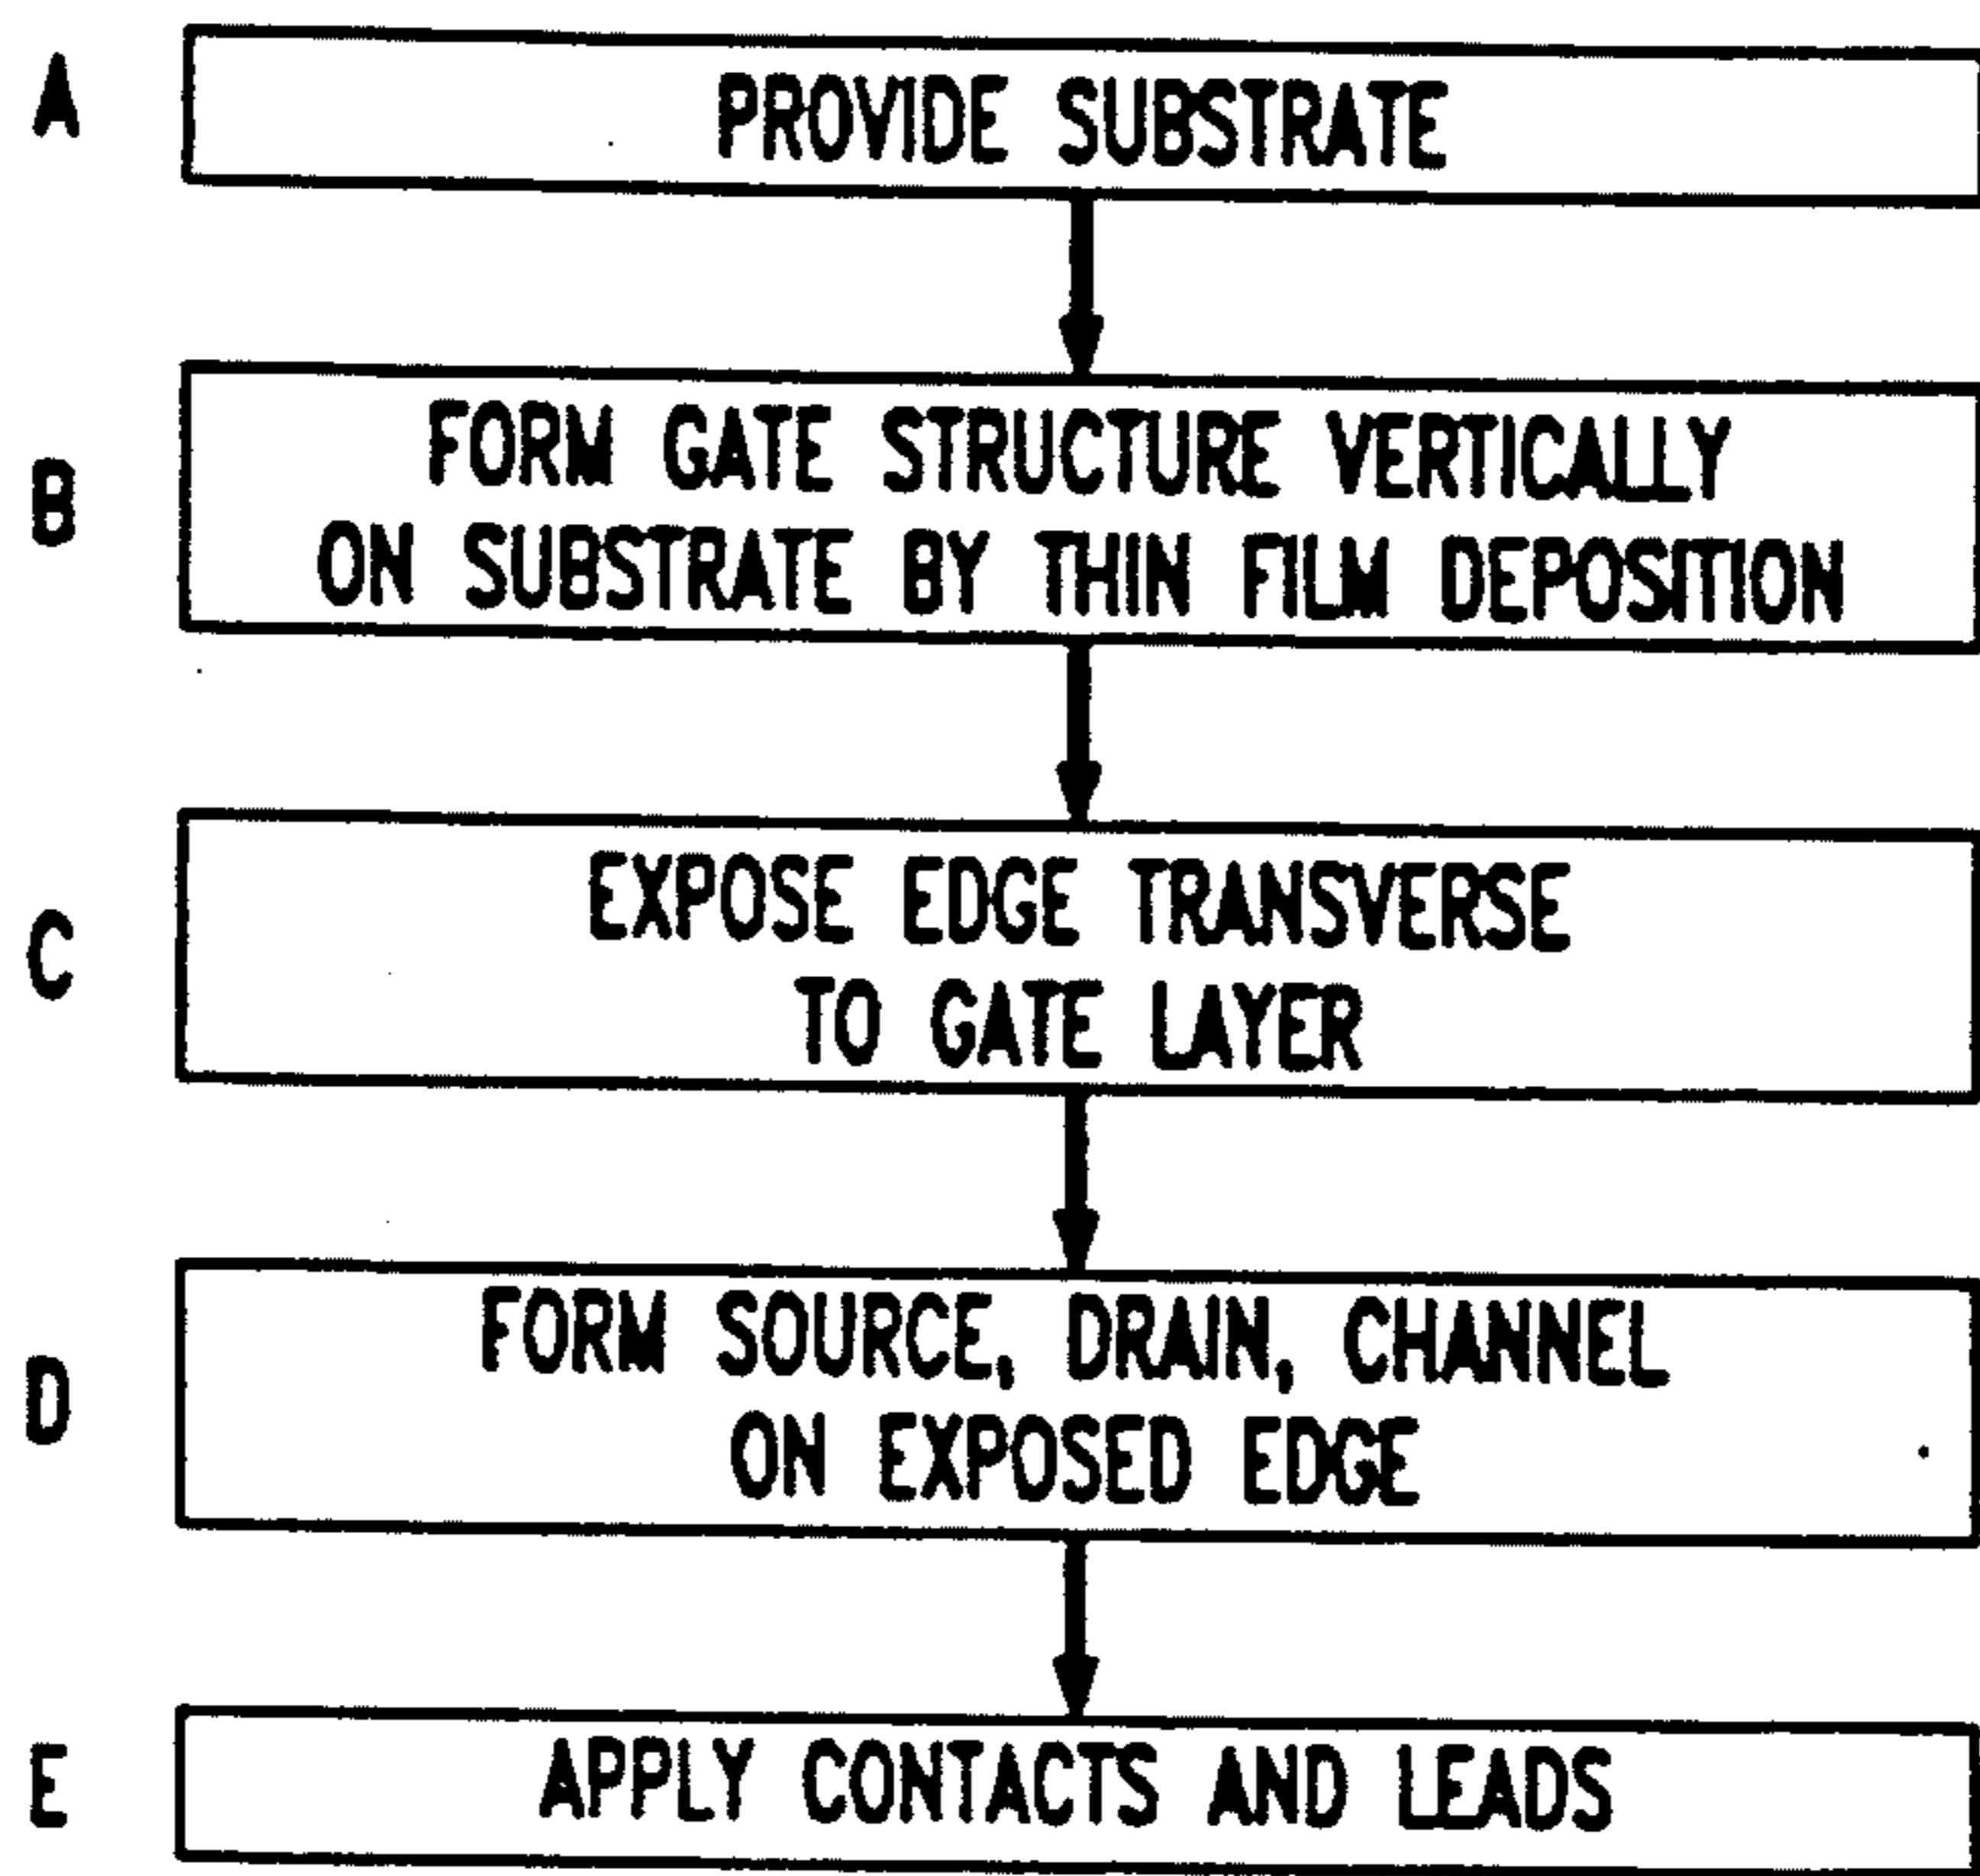 A
PROVIDE SUBSTRATE
B
FORM GATE STRUCTURE VERTICALLY
ON SUBSTRATE BY THIN FILM DEPOSITION
C
EXPOSE EDGE TRANSVERSE
TO GATE LAYER
D
FORM SOURCE, DRAIN, CHANNEL
ON EXPOSED EDGE
E
APPLY CONTACTS AND LEADS